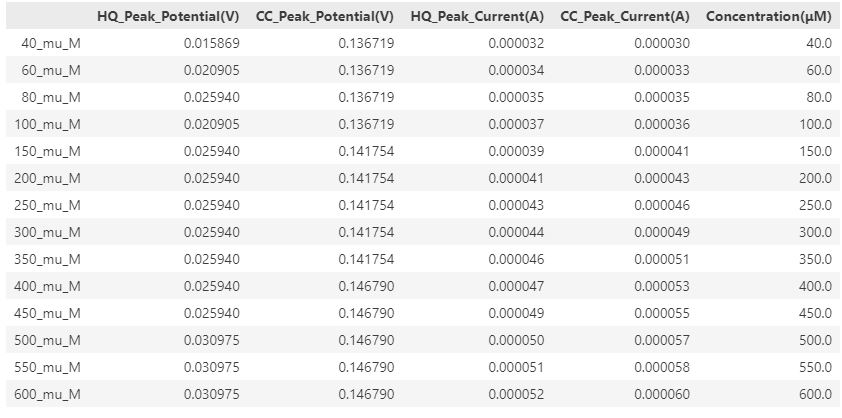 HQ_Peak_Potential(V) CC_Peak_Potential(V) HQ_Peak_Current(A) CC_Peak_Current(A) Concentration(μM)
40_mu_M 0.015869 0.136719 0.000032 0.000030 40.0
60_mu_M 0.020905 0.136719 0.000034 0.000033 60.0
80_mu_M 0.025940 0.136719 0.000035 0.000035 80.0
100_mu_M 0.020905 0.136719 0.000037 0.000036 100.0
150_mu_M 0.025940 0.141754 0.000039 0.000041 150.0
200_mu_M 0.025940 0.141754 0.000041 0.000043 200.0
250_mu_M 0.025940 0.141754 0.000043 0.000046 250.0
300_mu_M 0.025940 0.141754 0.000044 0.000049 300.0
350_mu_M 0.025940 0.141754 0.000046 0.000051 350.0
400_mu_M 0.025940 0.146790 0.000047 0.000053 400.0
450_mu_M 0.025940 0.146790 0.000049 0.000055 450.0
500_mu_M 0.030975 0.146790 0.000050 0.000057 500.0
550_mu_M 0.030975 0.146790 0.000051 0.000058 550.0
600_mu_M 0.030975 0.146790 0.000052 0.000060 600.0